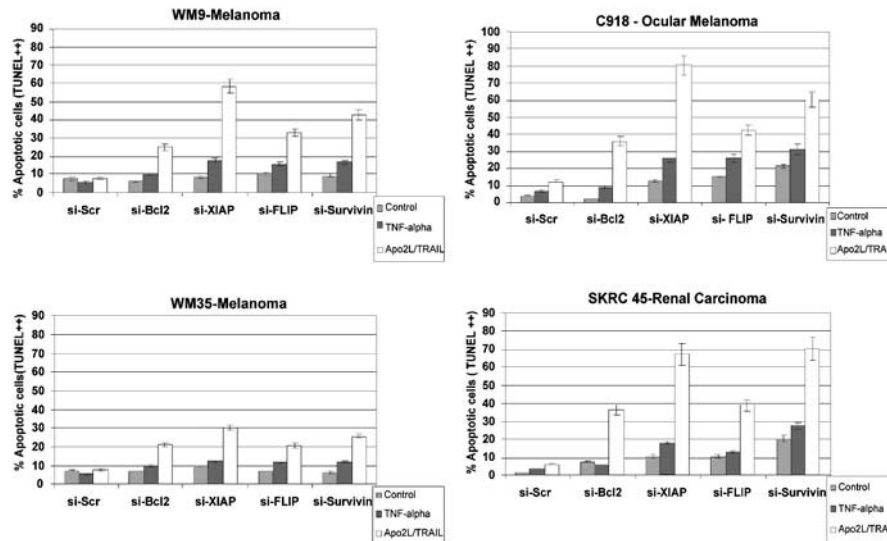 WM9-Melanoma
% Apoptotic cells (TUNEL++)
90
80
70
60
50
40
30
20
10
0
si-Scr si-Bcl2 si-XIAP si-FLIP si-Survivin
Control
TNF-alpha
Apo2L/TRAIL
C918 - Ocular Melanoma
% Apoptotic cells (TUNEL++)
100
90
80
70
60
50
40
30
20
10
0
si-Scr si-Bcl2 si-XIAP si- FLIP si-Survivin
Control
TNF-alpha
Apo2L/TRAIL
WM35-Melanoma
% Apoptotic cells(TUNEL++)
90
80
70
60
50
40
30
20
10
0
si-Scr si-Bcl2 si-XIAP si-FLIP si-Survivin
Control
TNF-alpha
Apo2L/TRAIL
SKRC 45-Renal Carcinoma
% Apoptotic cells ( TUNEL ++)
90
80
70
60
50
40
30
20
10
0
si-Scr si-Bcl2 si-XIAP si-FLIP si-Survivin
Control
TNF-alpha
Apo2L/TRAIL